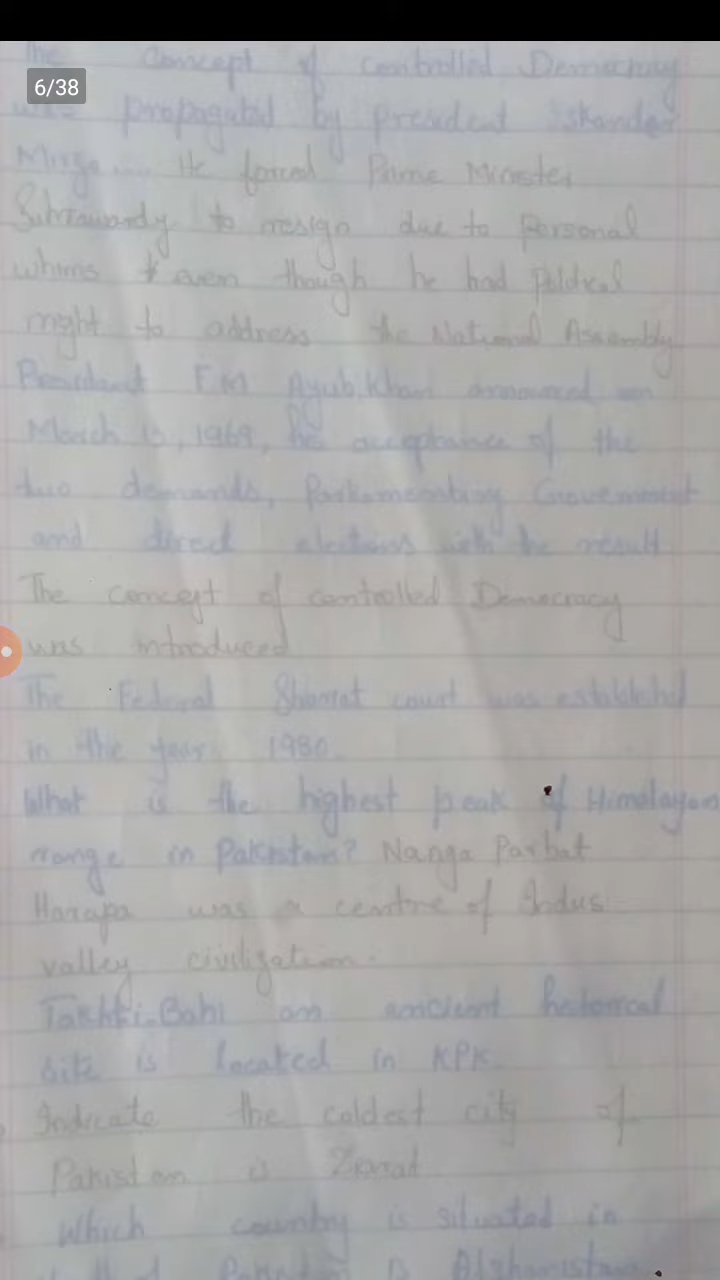 The concept of controlled Democracy
6/38
was propagated by president Iskander
Mirza.... He forced Prime Minister
Suhrawardy to resign due to Personal
whims & even though he had Political
might to address the National Assembly
President F.M Ayub Khan announced on
March 13, 1969, he acceptance of the
two demands, Parliamentary Government
and direct elections with the result
The concept of controlled Democracy
was introduced
The Federal Shariat court was established
in the year 1980.
What is the highest peak of Himalayan
range in Pakistan? Nanga Parbat
Harapa was a centre of Indus
valley civilization.
Takht-i-Bahi an ancient historical
site is located in KPK.
Indicate the coldest city of
Pakistan is Ziarat
Which country is situated in
Afghanistan.